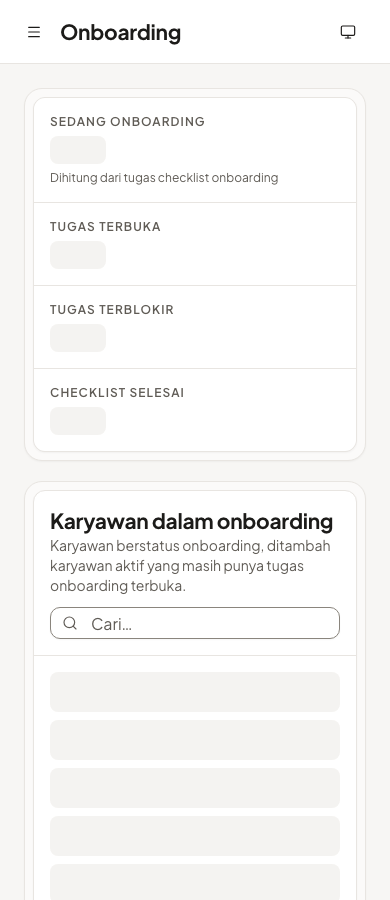 Onboarding
SEDANG ONBOARDING
Dihitung dari tugas checklist onboarding
TUGAS TERBUKA
TUGAS TERBLOKIR
CHECKLIST SELESAI
Karyawan dalam onboarding
Karyawan berstatus onboarding, ditambah
karyawan aktif yang masih punya tugas
onboarding terbuka.
Cari...